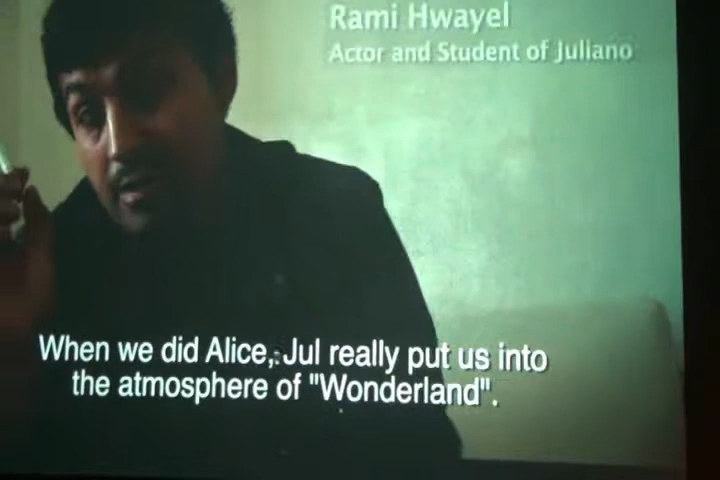 Rami Hwayel
Actor and Student of Juliano
When we did Alice, Jul really put us into
the atmosphere of "Wonderland".